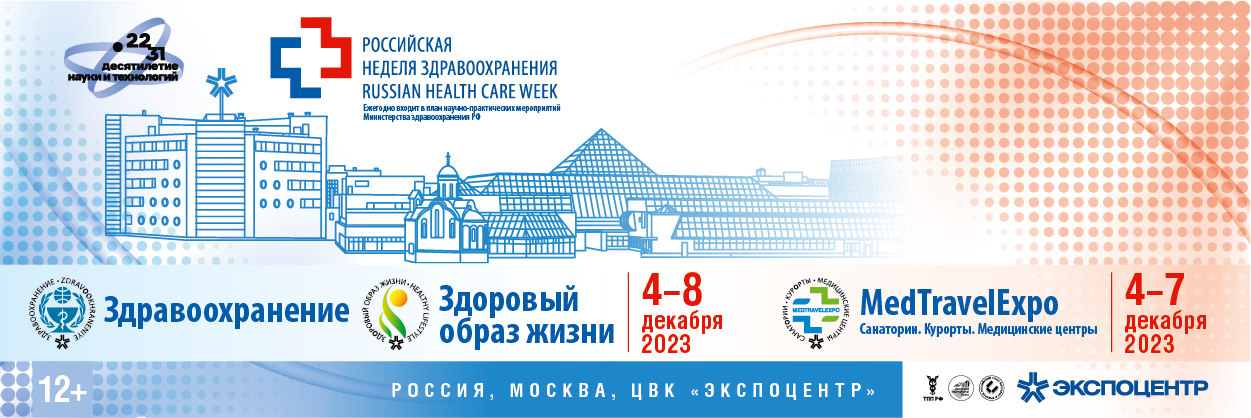 22
31
десятилетие
науки и технологий
РОССИЙСКАЯ
НЕДЕЛЯ ЗДРАВООХРАНЕНИЯ
RUSSIAN HEALTH CARE WEEK
Ежегодно входит в план научно-практических мероприятий
Министерства здравоохранения РФ
ЗДРАВООХРАНЕНИЕ • ZDRAVOOKHRANENIYE
Здравоохранение
ЗДОРОВЫЙ ОБРАЗ ЖИЗНИ • HEALTHY LIFESTYLE
Здоровый
образ жизни
4–8
декабря
2023
САНАТОРИИ • КУРОРТЫ • МЕДИЦИНСКИЕ ЦЕНТРЫ
MEDTRAVELEXPO
MedTravelExpo
Санатории. Курорты. Медицинские центры
4–7
декабря
2023
12+
РОССИЯ, МОСКВА, ЦВК «ЭКСПОЦЕНТР»
ТПП РФ
ЭКСПОЦЕНТР